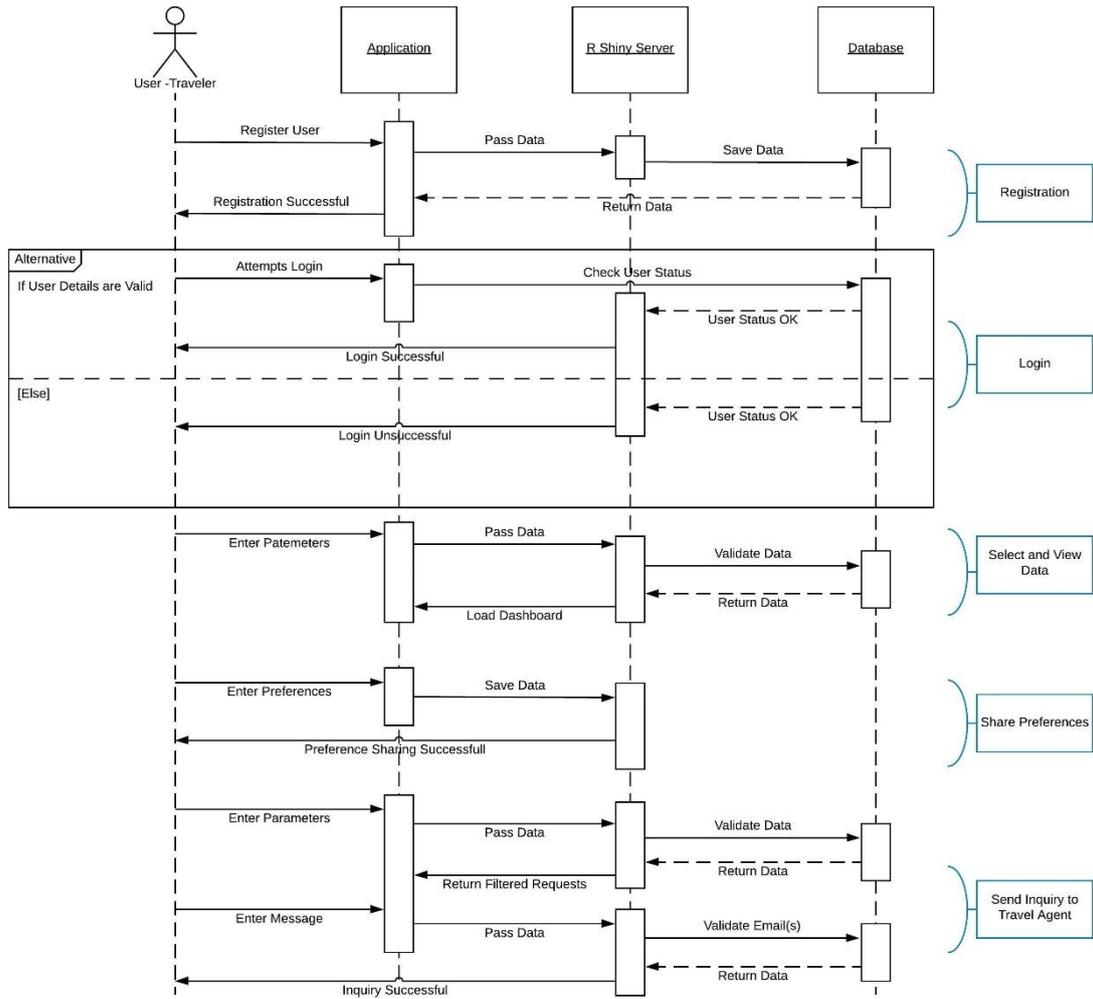 Application
R Shiny Server
Database
User -Traveler
Register User
Pass Data
Save Data
Registration
Return Data
Registration Successful
Alternative
If User Details are Valid
Attempts Login
Check User Status
User Status OK
Login Successful
Login
[Else]
User Status OK
Login Unsuccessful
Enter Patemeters
Pass Data
Validate Data
Select and View
Data
Return Data
Load Dashboard
Enter Preferences
Save Data
Share Preferences
Preference Sharing Successfull
Enter Parameters
Pass Data
Validate Data
Return Data
Return Filtered Requests
Send Inquiry to
Travel Agent
Enter Message
Pass Data
Validate Email(s)
Return Data
Inquiry Successful